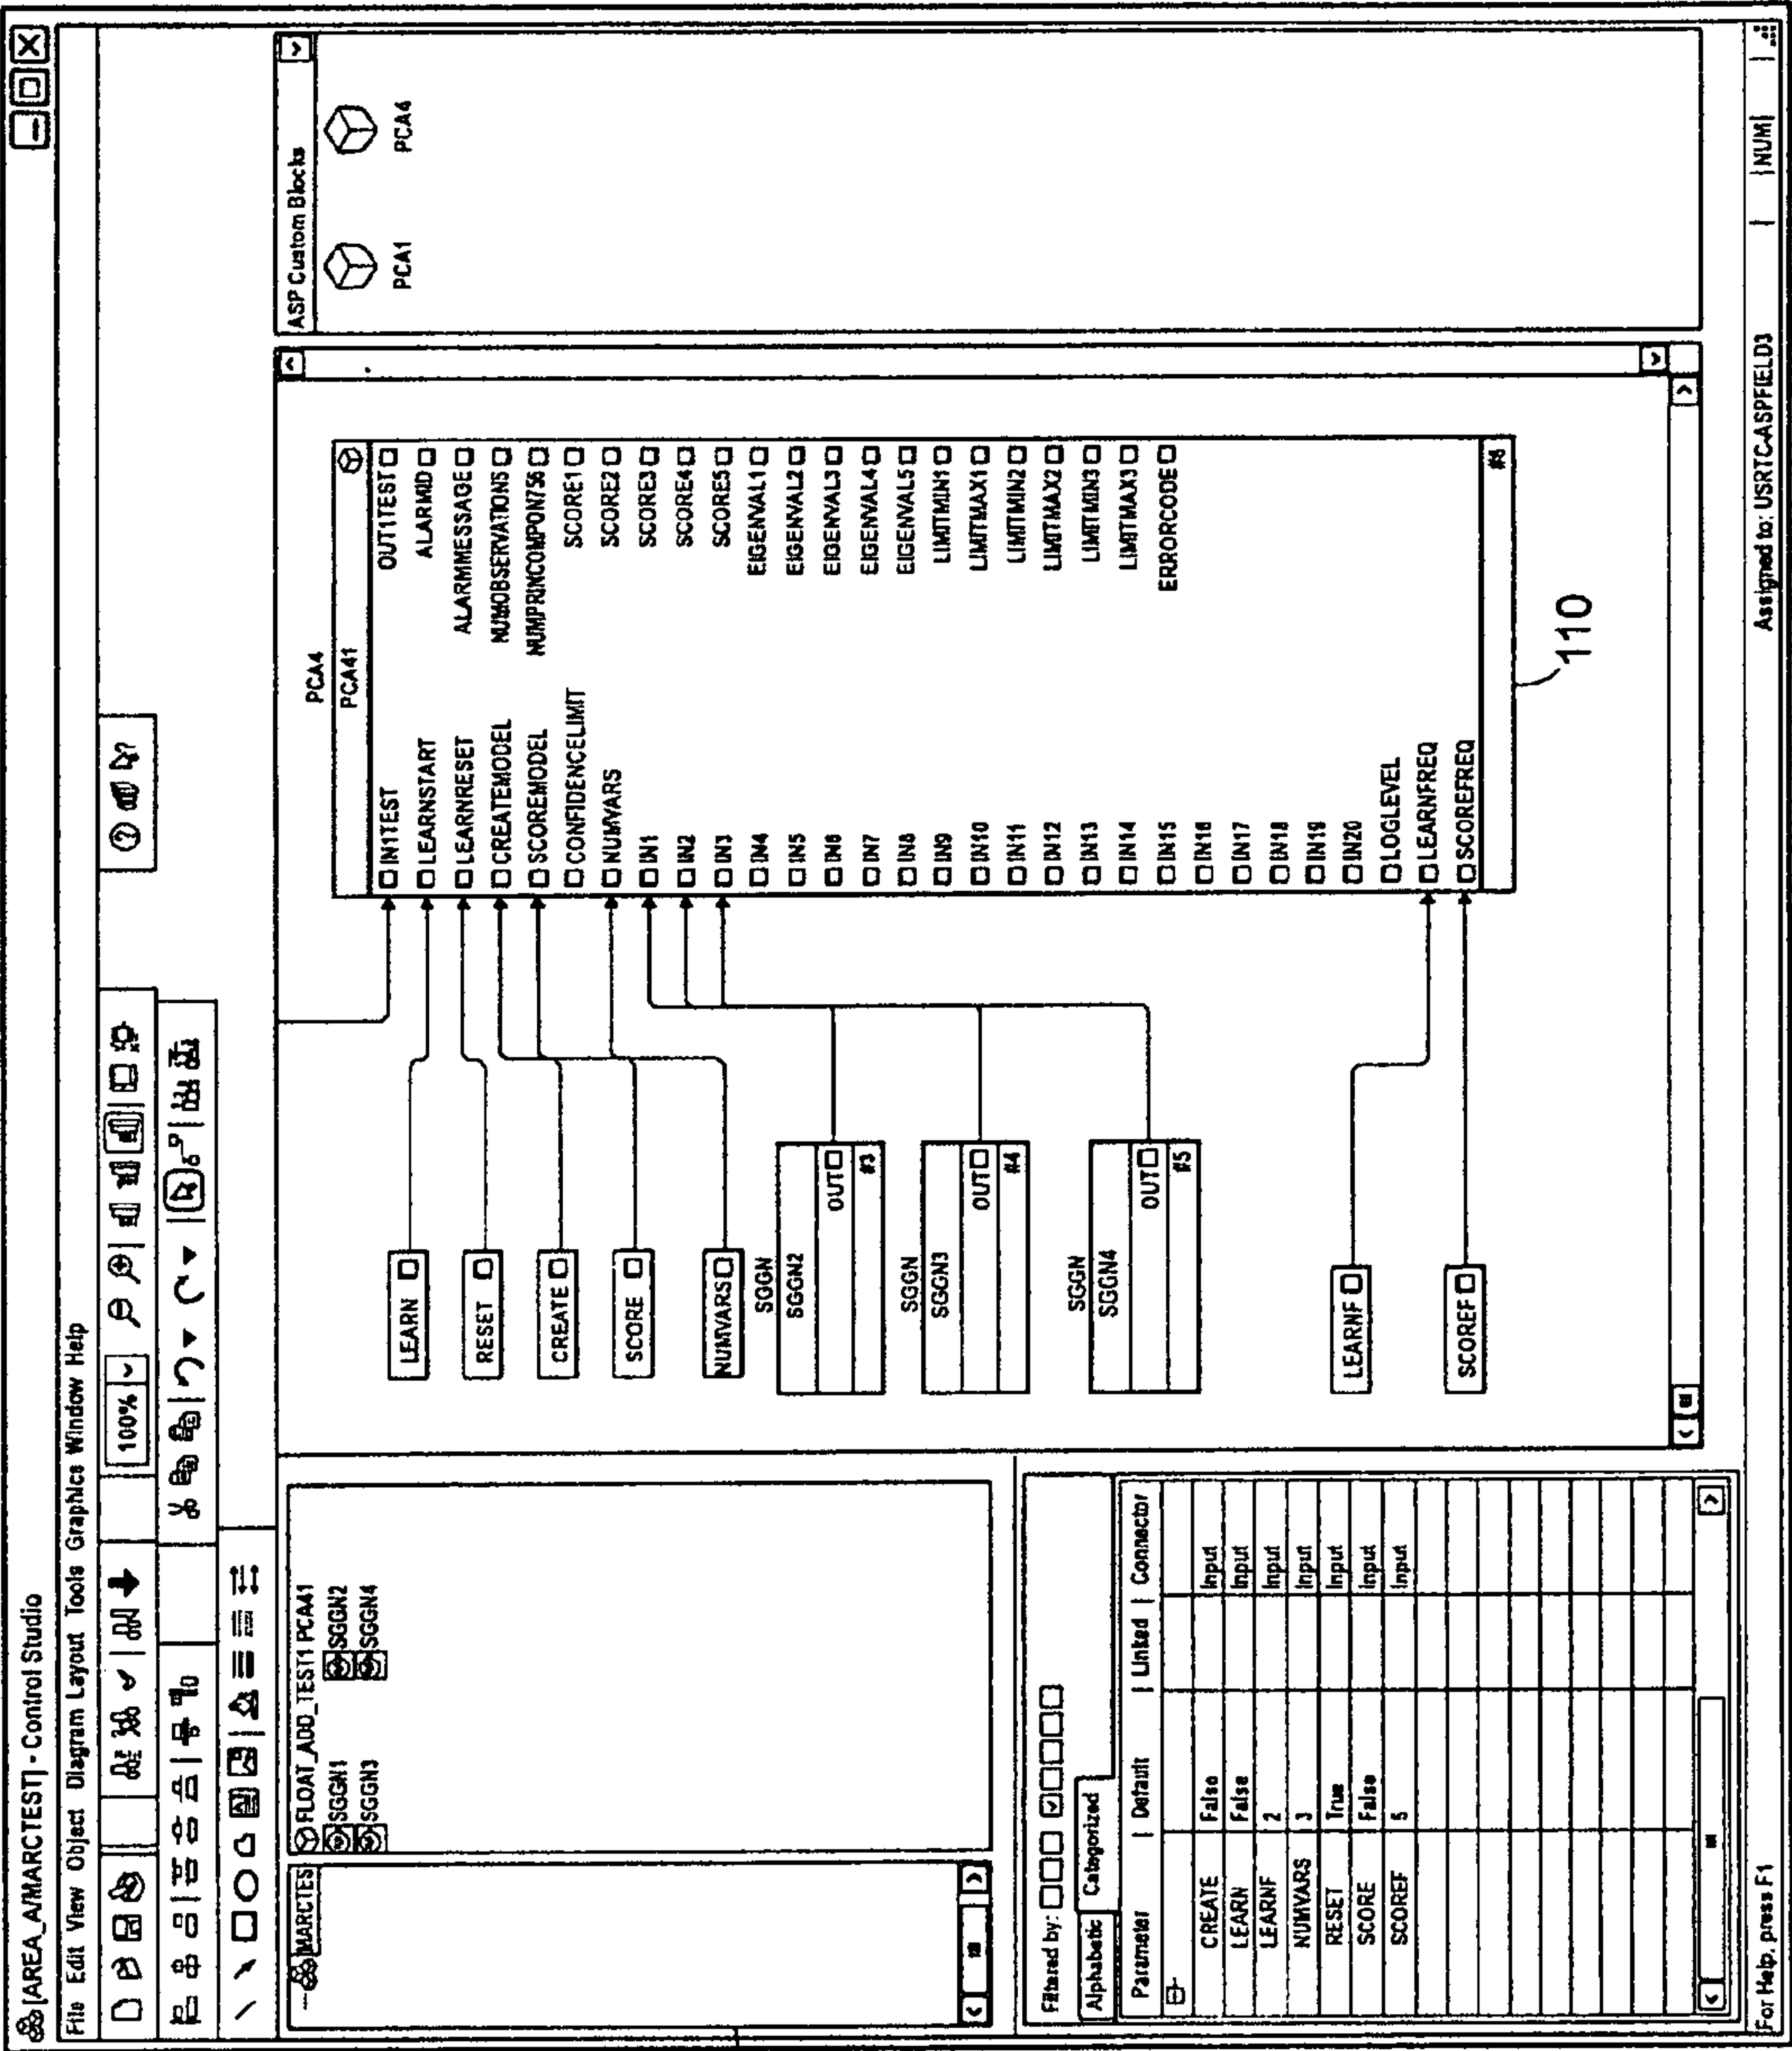 [AREA_A/MARCTEST] - Control Studio
File Edit View Object Diagram Layout Tools Graphics Window Help
100%
MARCTES
FLOAT_ADD_TEST1 PCA41
SGGN1 SGGN2
SGGN3 SGGN4
Filtered by:
Alphabetic Categorized
Parameter Default Linked Connector
CREATE False Input
LEARN False Input
LEARNF 2 Input
NUMVARS 3 Input
RESET True Input
SCORE False Input
SCOREF 5 Input
LEARN
RESET
CREATE
SCORE
NUMVARS
SGGN
SGGN2
OUT
#3
SGGN
SGGN3
OUT
#4
SGGN
SGGN4
OUT
#5
LEARNF
SCOREF
PCA4
PCA41
IN1TEST OUT1TEST
LEARNSTART ALARMID
LEARNRESET ALARMMESSAGE
CREATEMODEL NUMOBSERVATIONS
SCOREMODEL NUMPRINCOMPON756
CONFIDENCELIMIT SCORE1
NUMVARS SCORE2
IN1 SCORE3
IN2 SCORE4
IN3 SCORE5
IN4 EIGENVAL1
IN5 EIGENVAL2
IN6 EIGENVAL3
IN7 EIGENVAL4
IN8 EIGENVAL5
IN9 LIMITMIN1
IN10 LIMITMAX1
IN11 LIMITMIN2
IN12 LIMITMAX2
IN13 LIMITMIN3
IN14 LIMITMAX3
IN15 ERRORCODE
IN16
IN17
IN18
IN19
IN20
LOGLEVEL
LEARNFREQ
SCOREFREQ
#6
110
ASP Custom Blocks
PCA1 PCA4
For Help, press F1
Assigned to: USRTC-ASPFIELD3
NUM